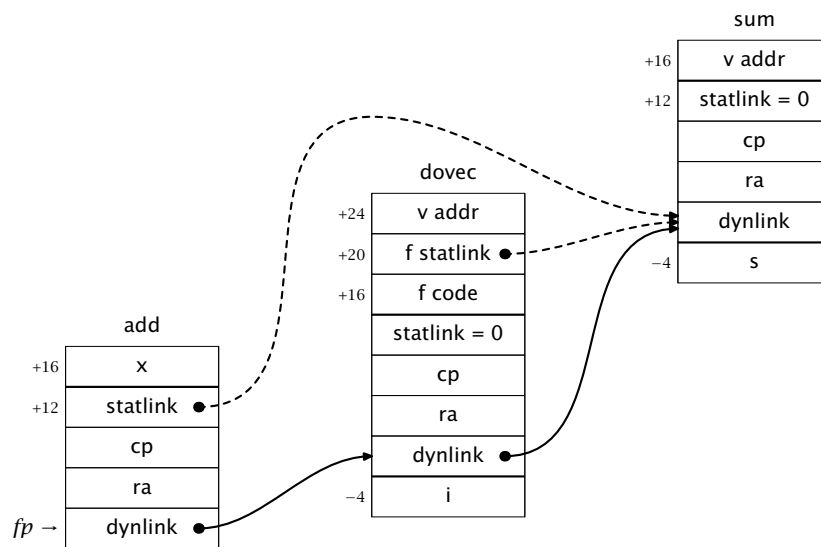 sum
+16 v addr
+12 statlink = 0
cp
ra
dynlink
−4 s
dovec
+24 v addr
+20 f statlink
+16 f code
statlink = 0
cp
ra
dynlink
−4 i
add
+16 x
+12 statlink
cp
ra
fp → dynlink